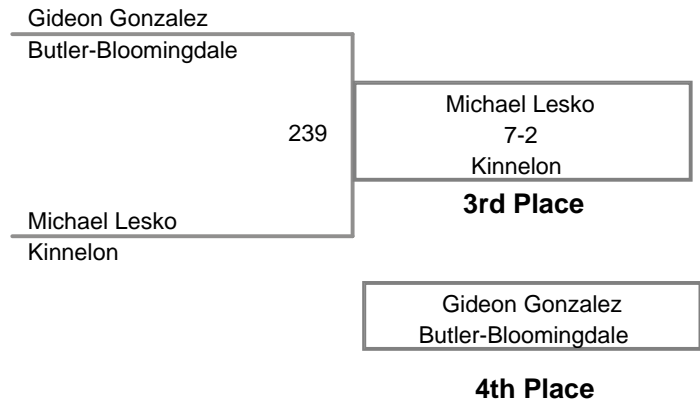 Gideon Gonzalez
Butler-Bloomingdale
239
Michael Lesko
7-2
Kinnelon
3rd Place
Michael Lesko
Kinnelon
Gideon Gonzalez
Butler-Bloomingdale
4th Place